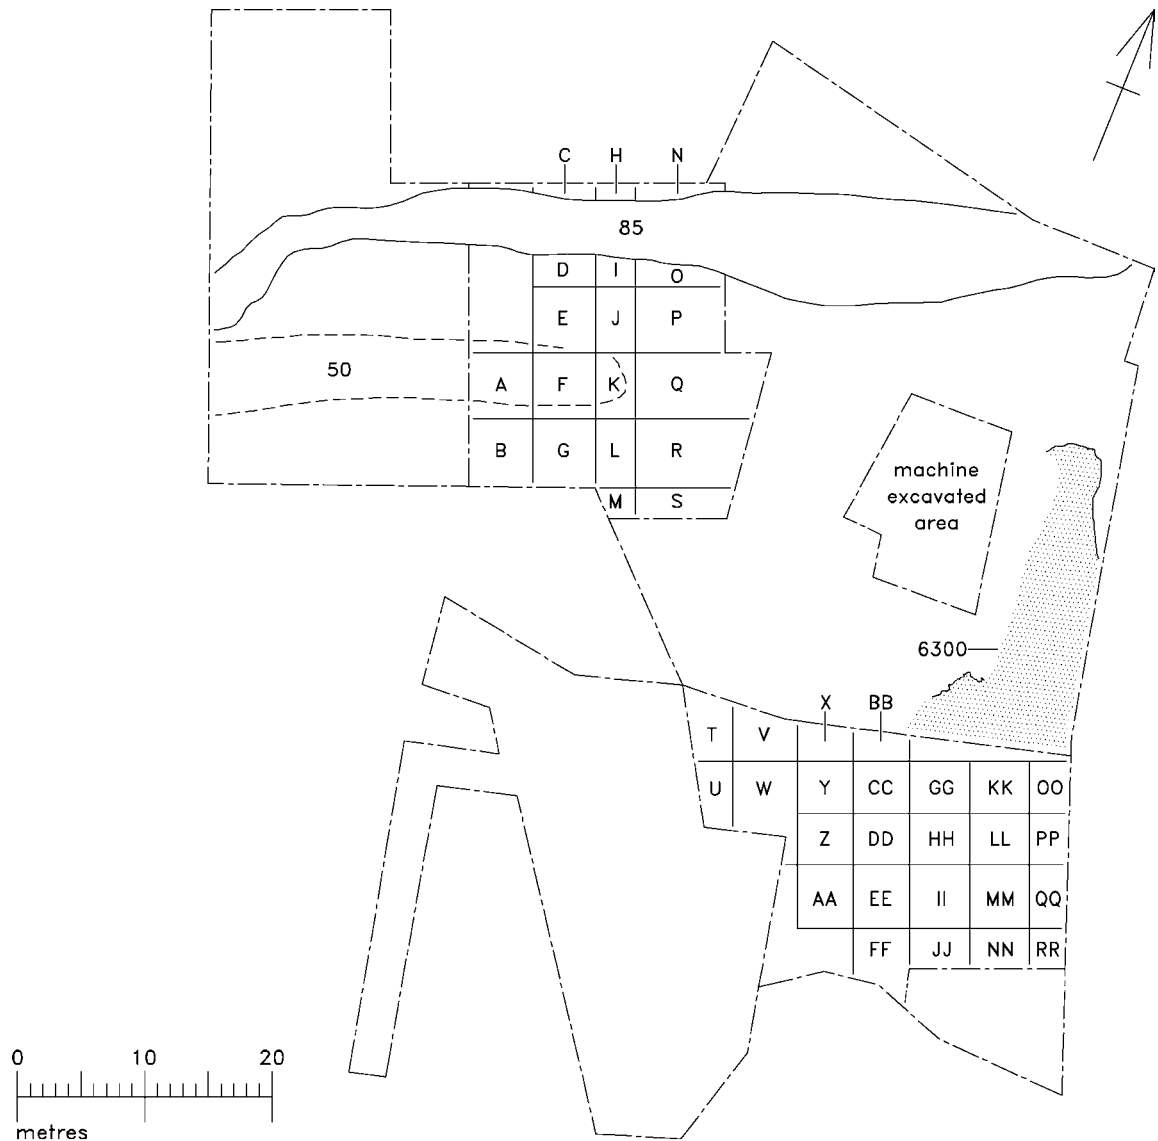 C H N
85
D I O
E J P
50
A F K Q
B G L R
M S
machine
excavated
area
6300
X BB
T V
U W Y CC GG KK OO
Z DD HH LL PP
AA EE II MM QQ
FF JJ NN RR
0 10 20
metres